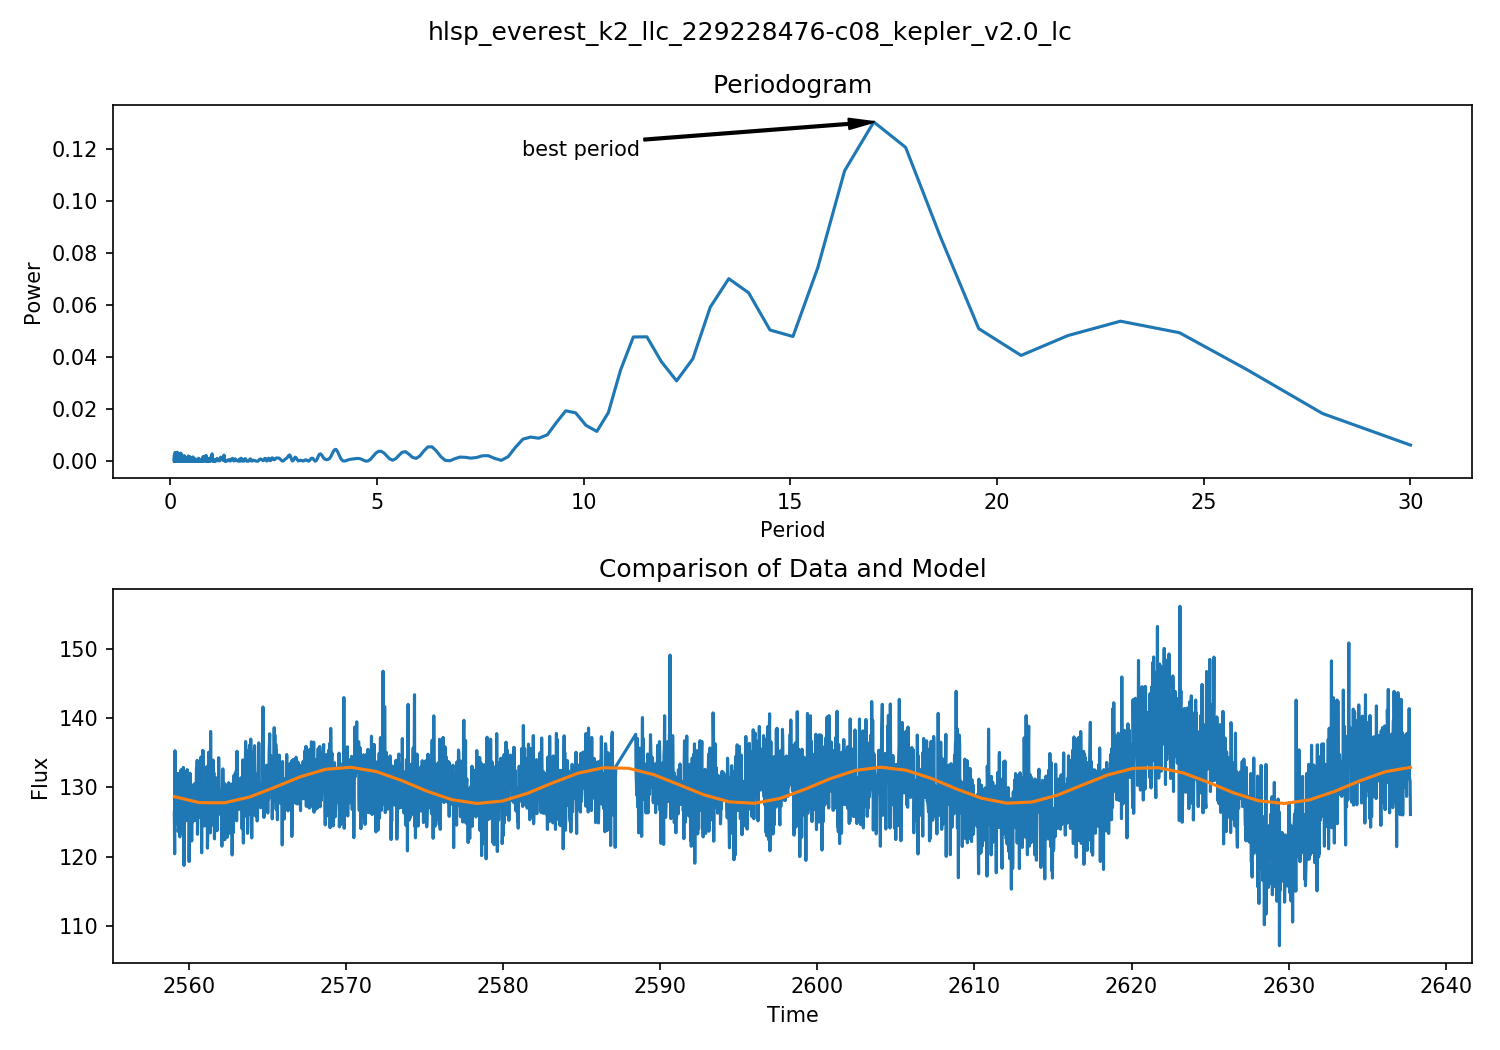 hlsp_everest_k2_llc_229228476-c08_kepler_v2.0_lc
Periodogram
best period
Power
0.12
0.10
0.08
0.06
0.04
0.02
0.00
0 5 10 15 20 25 30
Period
Comparison of Data and Model
Flux
150
140
130
120
110
2560 2570 2580 2590 2600 2610 2620 2630 2640
Time